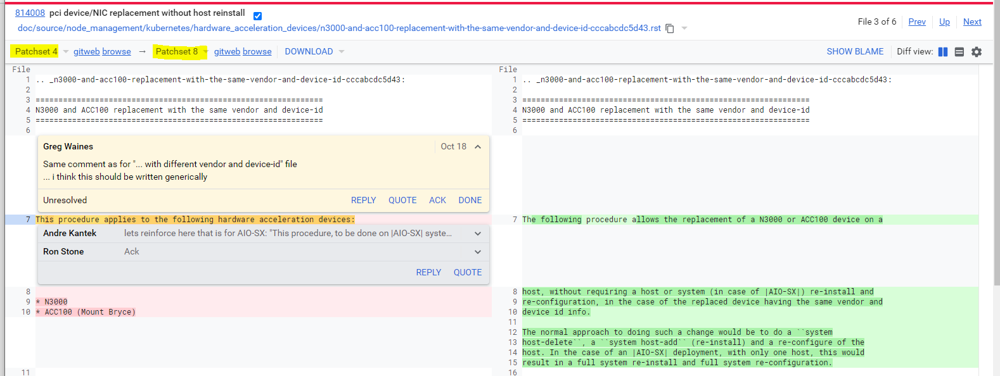 814008 pci device/NIC replacement without host reinstall
doc/source/node_management/kubernetes/hardware_acceleration_devices/n3000-and-acc100-replacement-with-the-same-vendor-and-device-id-cccabcdc5d43.rst
File 3 of 6 Prev Up Next
Patchset 4 gitweb browse → Patchset 8 gitweb browse DOWNLOAD SHOW BLAME Diff view:
File
1 .. _n3000-and-acc100-replacement-with-the-same-vendor-and-device-id-cccabcdc5d43:
2
3 ===============================================================
4 N3000 and ACC100 replacement with the same vendor and device-id
5 ===============================================================
6
Greg Waines Oct 18
Same comment as for "... with different vendor and device-id" file
... i think this should be written generically
Unresolved REPLY QUOTE ACK DONE
7 This procedure applies to the following hardware acceleration devices:
Andre Kantek lets reinforce here that is for AIO-SX: "This procedure, to be done on |AIO-SX| syste...
Ron Stone Ack
REPLY QUOTE
8
9 * N3000
10 * ACC100 (Mount Bryce)
11
File
1 .. _n3000-and-acc100-replacement-with-the-same-vendor-and-device-id-cccabcdc5d43:
2
3 ===============================================================
4 N3000 and ACC100 replacement with the same vendor and device-id
5 ===============================================================
6
7 The following procedure allows the replacement of a N3000 or ACC100 device on a
8 host, without requiring a host or system (in case of |AIO-SX|) re-install and
9 re-configuration, in the case of the replaced device having the same vendor and
10 device id info.
11
12 The normal approach to doing such a change would be to do a ``system
13 host-delete``, a ``system host-add`` (re-install) and a re-configure of the
14 host. In the case of an |AIO-SX| deployment, with only one host, this would
15 result in a full system re-install and full system re-configuration.
16